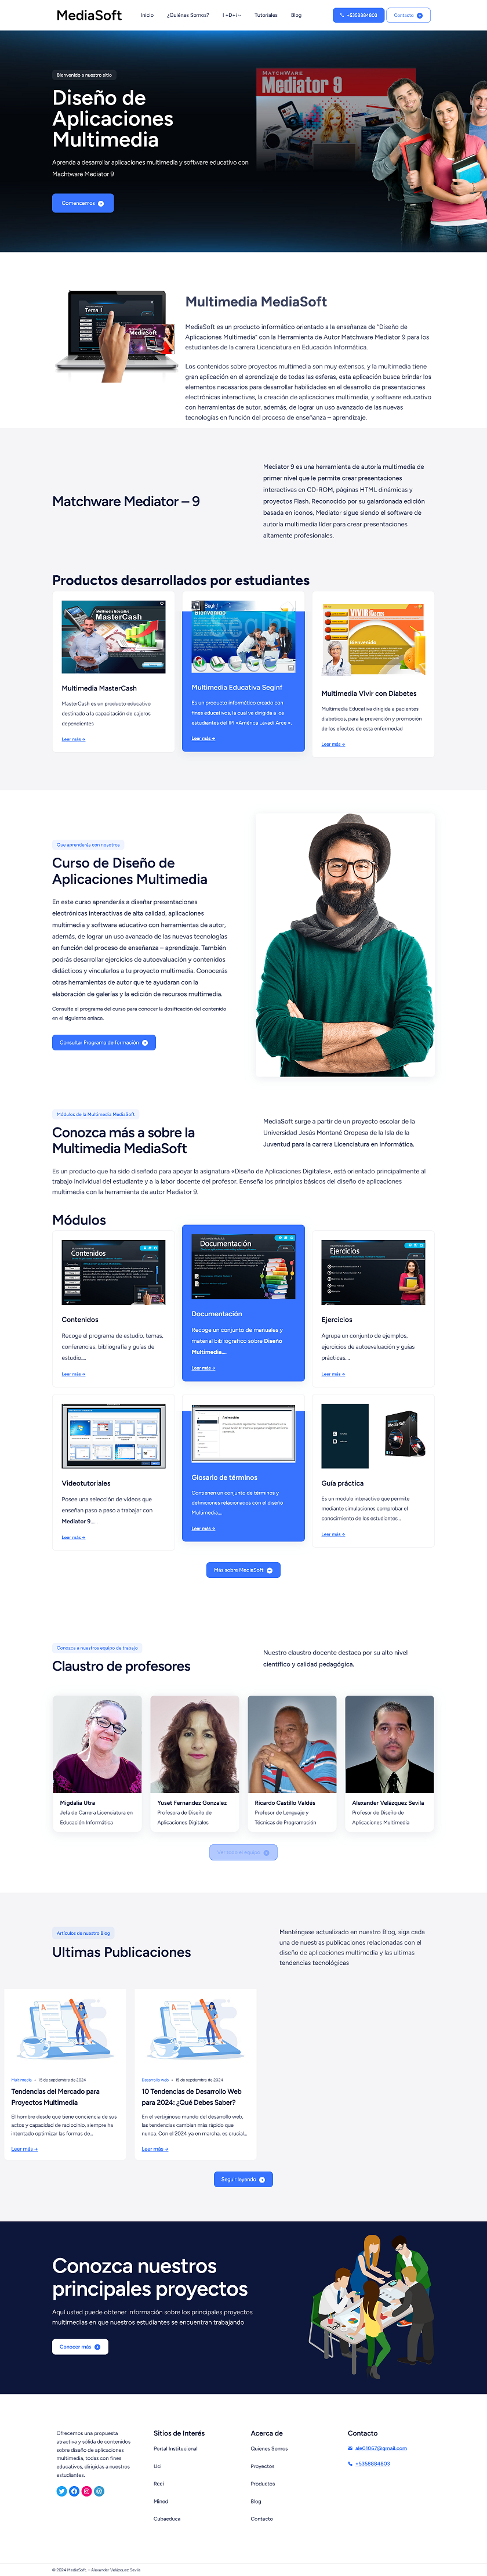 MediaSoft
Inicio
¿Quiénes Somos?
I +D+i
Tutoriales
Blog
+5358884803
Contacto
Bienvenido a nuestro sitio
Diseño de
Aplicaciones
Multimedia
Aprenda a desarrollar aplicaciones multimedia y software educativo con
Machtware Mediator 9
Comencemos
MATCHWARE
Mediator 9
Tema 1
MediaSoft
Multimedia MediaSoft
MediaSoft es un producto informático orientado a la enseñanza de "Diseño de
Aplicaciones Multimedia" con la Herramienta de Autor Matchware Mediator 9 para los
estudiantes de la carrera Licenciatura en Educación Informática.
Los contenidos sobre proyectos multimedia son muy extensos, y la multimedia tiene
gran aplicación en el aprendizaje de todas las esferas, esta aplicación busca brindar los
elementos necesarios para desarrollar habilidades en el desarrollo de presentaciones
electrónicas interactivas, la creación de aplicaciones multimedia, y software educativo
con herramientas de autor, además, de lograr un uso avanzado de las nuevas
tecnologías en función del proceso de enseñanza – aprendizaje.
Matchware Mediator – 9
Mediator 9 es una herramienta de autoría multimedia de
primer nivel que le permite crear presentaciones
interactivas en CD-ROM, páginas HTML dinámicas y
proyectos Flash. Reconocido por su galardonada edición
basada en iconos, Mediator sigue siendo el software de
autoría multimedia líder para crear presentaciones
altamente profesionales.
Productos desarrollados por estudiantes
Multimedia Educativa
MasterCash
Multimedia MasterCash
MasterCash es un producto educativo
destinado a la capacitación de cajeros
dependientes
Leer más →
Seginf
Bienvenido
Multimedia Educativa Seginf
Es un producto informático creado con
fines educativos, la cual va dirigida a los
estudiantes del IPI «América Lavadí Arce ».
Leer más →
VIVIR
Bienvenido
Multimedia Vivir con Diabetes
Multimedia Educativa dirigida a pacientes
diabeticos, para la prevención y promoción
de los efectos de esta enfermedad
Leer más →
Que aprenderás con nosotros
Curso de Diseño de
Aplicaciones Multimedia
En este curso aprenderás a diseñar presentaciones
electrónicas interactivas de alta calidad, aplicaciones
multimedia y software educativo con herramientas de autor,
además, de lograr un uso avanzado de las nuevas tecnologías
en función del proceso de enseñanza – aprendizaje. También
podrás desarrollar ejercicios de autoevaluación y contenidos
didácticos y vincularlos a tu proyecto multimedia. Conocerás
otras herramientas de autor que te ayudaran con la
elaboración de galerías y la edición de recursos multimedia.
Consulte el programa del curso para conocer la dosificación del contenido
en el siguiente enlace.
Consultar Programa de formación
Módulos de la Multimedia MediaSoft
Conozca más a sobre la
Multimedia MediaSoft
MediaSoft surge a partir de un proyecto escolar de la
Universidad Jesús Montané Oropesa de la Isla de la
Juventud para la carrera Licenciatura en Informática.
Es un producto que ha sido diseñado para apoyar la asignatura «Diseño de Aplicaciones Digitales», está orientado principalmente al
trabajo individual del estudiante y a la labor docente del profesor. Eenseña los principios básicos del diseño de aplicaciones
multimedia con la herramienta de autor Mediator 9.
Módulos
Contenidos
Contenidos
Recoge el programa de estudio, temas,
conferencias, bibliografía y guías de
estudio….
Leer más →
Documentación
Documentación
Recoge un conjunto de manuales y
material bibliografico sobre Diseño
Multimedia….
Leer más →
Ejercicios
Ejercicios
Agrupa un conjunto de ejemplos,
ejercicios de autoevaluación y guías
prácticas….
Leer más →
Videotutoriales
Posee una selección de videos que
enseñan paso a paso a trabajar con
Mediator 9…..
Leer más →
Animación
Glosario de términos
Contienen un conjunto de términos y
definiciones relacionados con el diseño
Multimedia….
Leer más →
Guía práctica
Es un modulo interactivo que permite
mediante simulaciones comprobar el
conocimiento de los estudiantes…
Leer más →
Más sobre MediaSoft
Conozca a nuestros equipo de trabajo
Claustro de profesores
Nuestro claustro docente destaca por su alto nivel
científico y calidad pedagógica.
Migdalia Utra
Jefa de Carrera Licenciatura en
Educación Informática
Yuset Fernandez Gonzalez
Profesora de Diseño de
Aplicaciones Digitales
Ricardo Castillo Valdés
Profesor de Lenguaje y
Técnicas de Programación
Alexander Velázquez Sevila
Profesor de Diseño de
Aplicaciones Multimedia
Ver todo el equipo
Artículos de nuestro Blog
Ultimas Publicaciones
Manténgase actualizado en nuestro Blog, siga cada
una de nuestras publicaciones relacionadas con el
diseño de aplicaciones multimedia y las ultimas
tendencias tecnológicas
Multimedia • 15 de septiembre de 2024
Tendencias del Mercado para
Proyectos Multimedia
El hombre desde que tiene conciencia de sus
actos y capacidad de raciocinio, siempre ha
intentado optimizar las formas de…
Leer más →
Desarrollo web • 15 de septiembre de 2024
10 Tendencias de Desarrollo Web
para 2024: ¿Qué Debes Saber?
En el vertiginoso mundo del desarrollo web,
las tendencias cambian más rápido que
nunca. Con el 2024 ya en marcha, es crucial…
Leer más →
Seguir leyendo
Conozca nuestros
principales proyectos
Aquí usted puede obtener información sobre los principales proyectos
multimedias en que nuestros estudiantes se encuentran trabajando
Conocer más
Ofrecemos una propuesta
atractiva y sólida de contenidos
sobre diseño de aplicaciones
multimedia, todas con fines
educativos, dirigidas a nuestros
estudiantes.
Sitios de Interés
Portal Institucional
Uci
Rcci
Mined
Cubaeduca
Acerca de
Quienes Somos
Proyectos
Productos
Blog
Contacto
Contacto
ale01067@gmail.com
+5358884803
© 2024 MediaSoft. - Alexander Velázquez Sevila